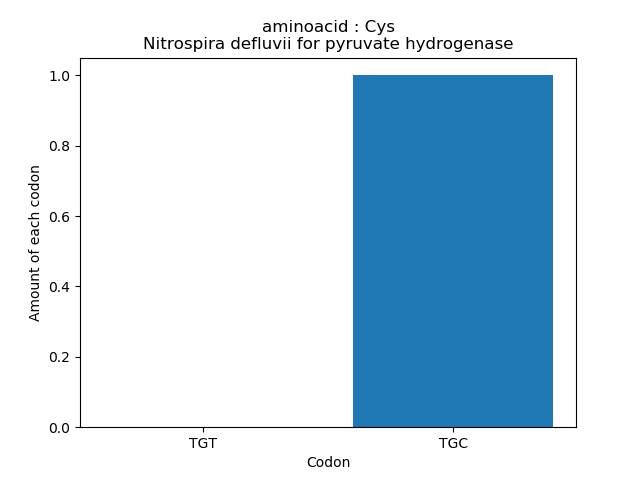 aminoacid : Cys
Nitrospira defluvii for pyruvate hydrogenase
1.0
0.8
0.6
0.4
0.2
0.0
Amount of each codon
TGT TGC
Codon